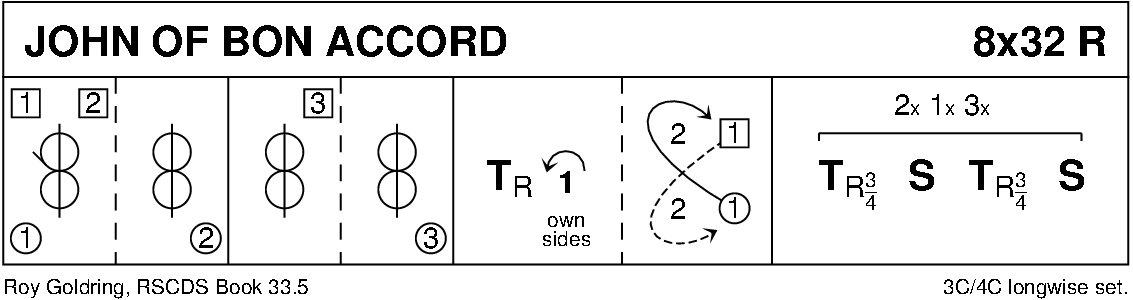 JOHN OF BON ACCORD 8x32 R
1 2 3
2x 1x 3x
T R 1 own sides
2 1
2 1
T R 3/4 S T R 3/4 S
1 2 3
Roy Goldring, RSCDS Book 33.5 3C/4C longwise set.